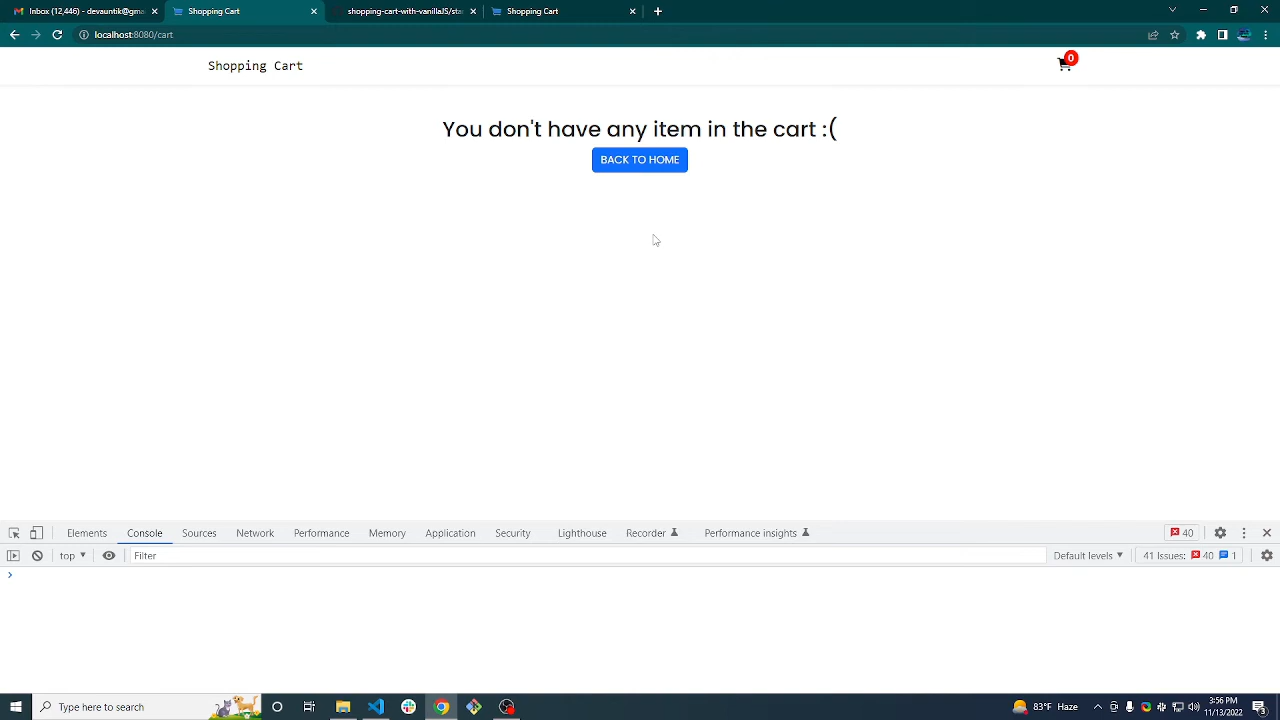 Inbox (12,446) - devauntik@gma
Shopping Cart
shopping-cart-with-vanillaJS/sta
Shopping Cart
localhost:8080/cart
Shopping Cart
0
You don't have any item in the cart :(
BACK TO HOME
Elements Console Sources Network Performance Memory Application Security Lighthouse Recorder Performance insights 40
top Filter Default levels 41 Issues: 40 1
Type here to search
83°F Haze
3:56 PM
11/13/2022
3